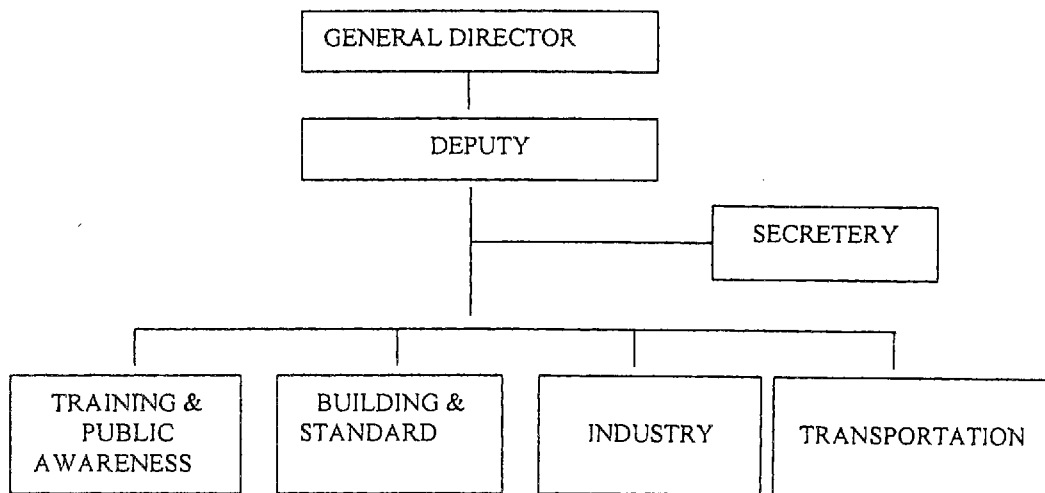 GENERAL DIRECTOR
DEPUTY
SECRETERY
TRAINING &
PUBLIC
AWARENESS
BUILDING &
STANDARD
INDUSTRY
TRANSPORTATION